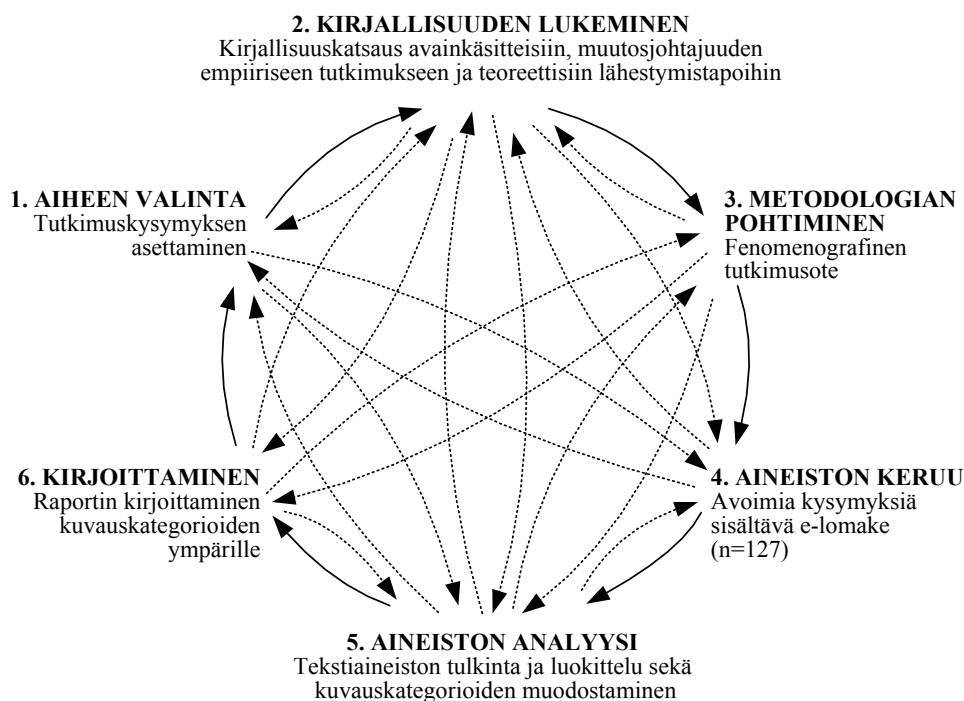 2. KIRJALLISUUDEN LUKEMINEN
Kirjallisuuskatsaus avainkäsitteisiin, muutosjohtajuuden
empiiriseen tutkimukseen ja teoreettisiin lähestymistapoihin
1. AIHEEN VALINTA
Tutkimuskysymyksen
asettaminen
3. METODOLOGIAN
POHTIMINEN
Fenomenografinen
tutkimusote
6. KIRJOITTAMINEN
Raportin kirjoittaminen
kuvauskategorioiden
ympärille
4. AINEISTON KERUU
Avoimia kysymyksiä
sisältävä e-lomake
(n=127)
5. AINEISTON ANALYYSI
Tekstiaineiston tulkinta ja luokittelu sekä
kuvauskategorioiden muodostaminen